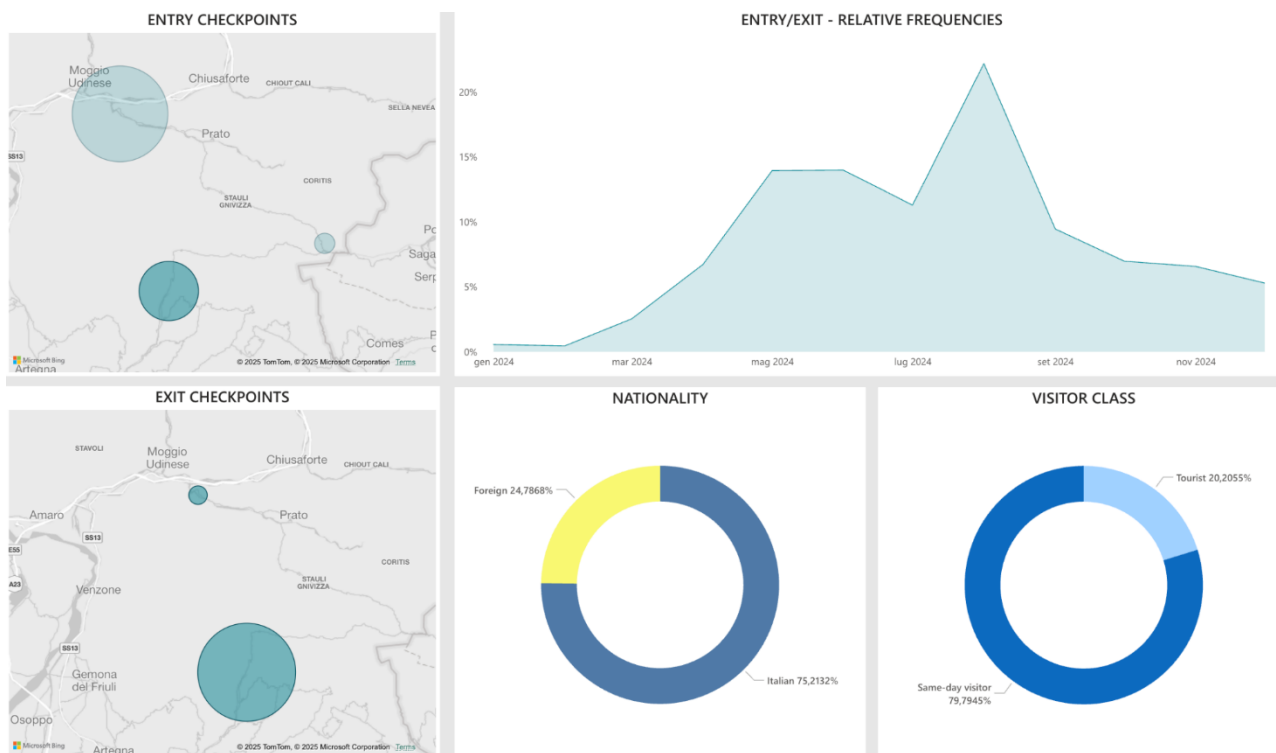 ENTRY CHECKPOINTS
Moggio
Udinese
Chiusaforte
CHIOUT CALI
SELLA NEVEA
Prato
SS13
CORITIS
STAULI
GNIVIZZA
Saga
Comes
Microsoft Bing
© 2025 TomTom, © 2025 Microsoft Corporation Terms
Artegna
ENTRY/EXIT - RELATIVE FREQUENCIES
20%
15%
10%
5%
0%
gen 2024
mar 2024
mag 2024
lug 2024
set 2024
nov 2024
EXIT CHECKPOINTS
STAVOLI
Moggio
Udinese
Chiusaforte
CHIOUT CALI
Amaro
Prato
SS13
E55
CORITIS
A23
STAULI
GNIVIZZA
Venzone
SS13
Gemona
del Friuli
Osoppo
Microsoft Bing
Artegna
© 2025 TomTom, © 2025 Microsoft Corporation Terms
NATIONALITY
Foreign 24,7868%
Italian 75,2132%
VISITOR CLASS
Tourist 20,2055%
Same-day visitor
79,7945%